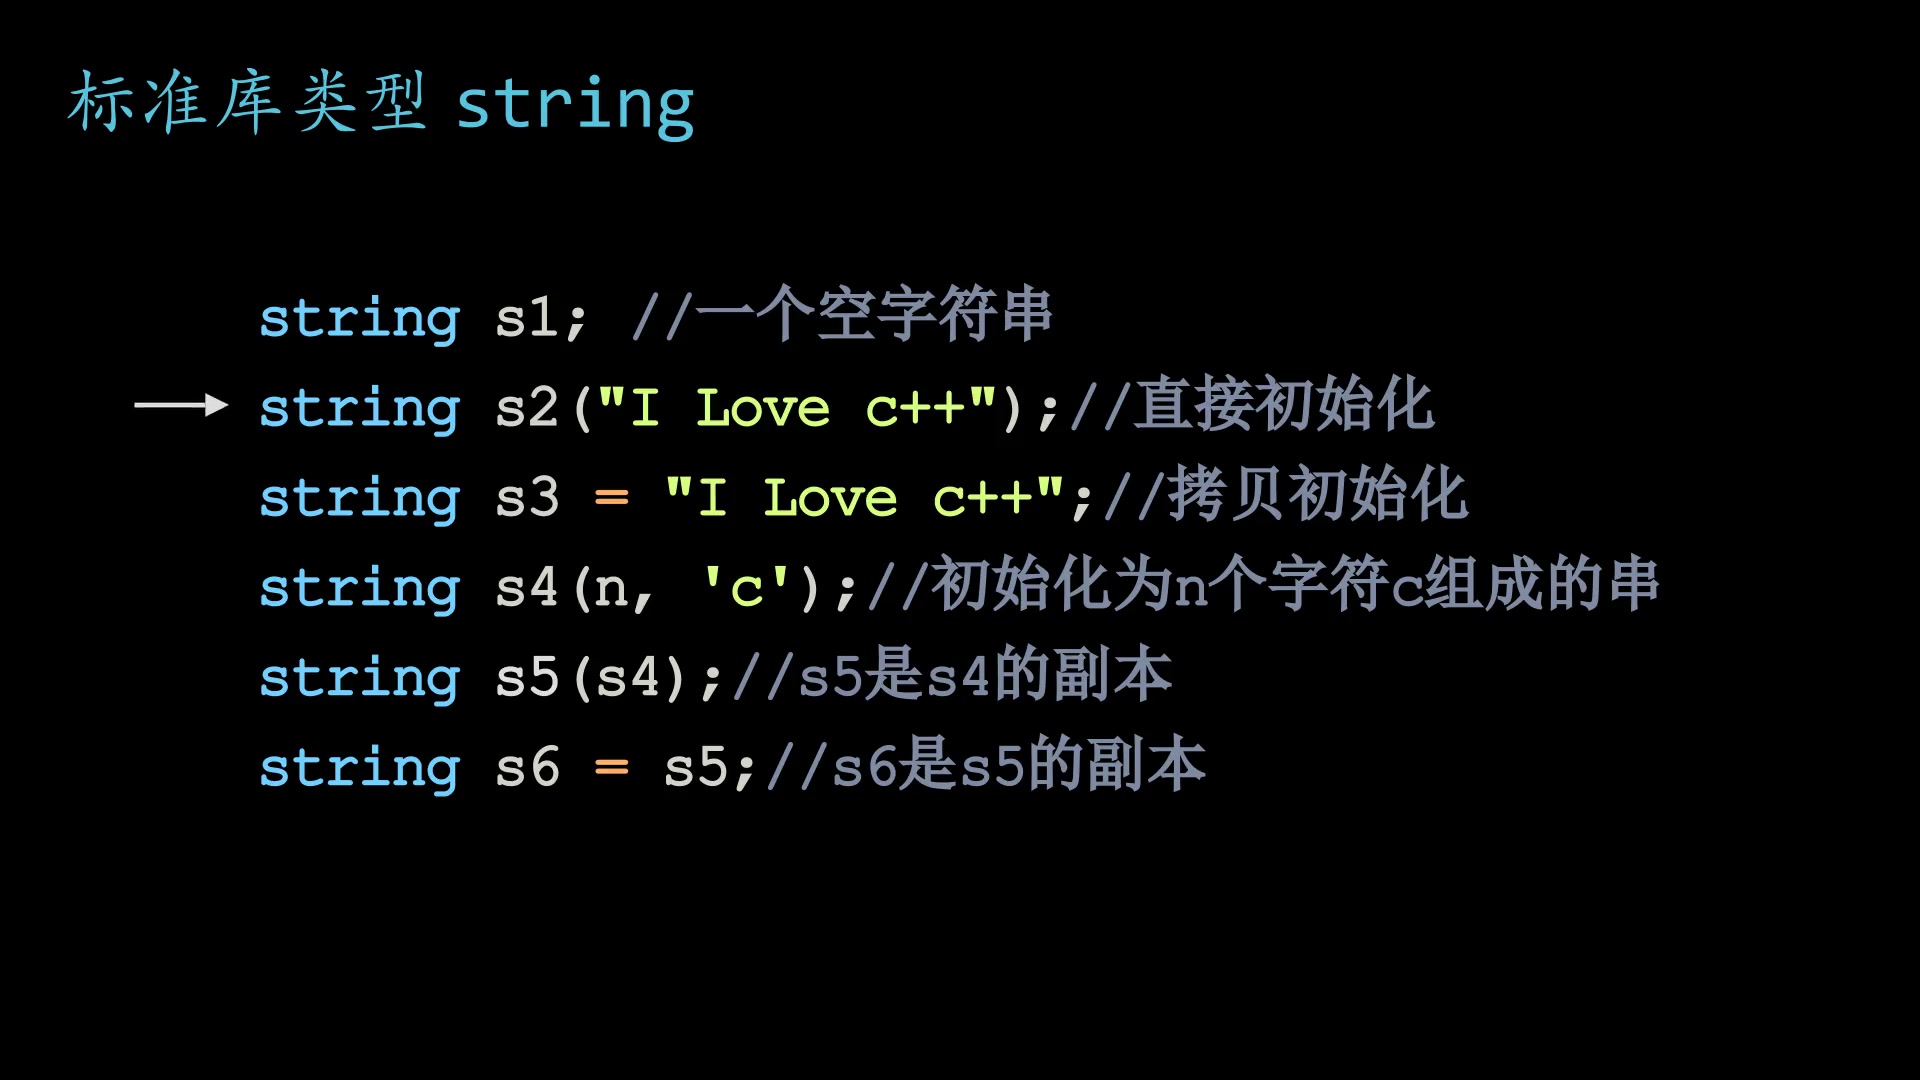 标准库类型 string
string s1; //一个空字符串
string s2("I Love c++");//直接初始化
string s3 = "I Love c++";//拷贝初始化
string s4(n, 'c');//初始化为n个字符c组成的串
string s5(s4);//s5是s4的副本
string s6 = s5;//s6是s5的副本